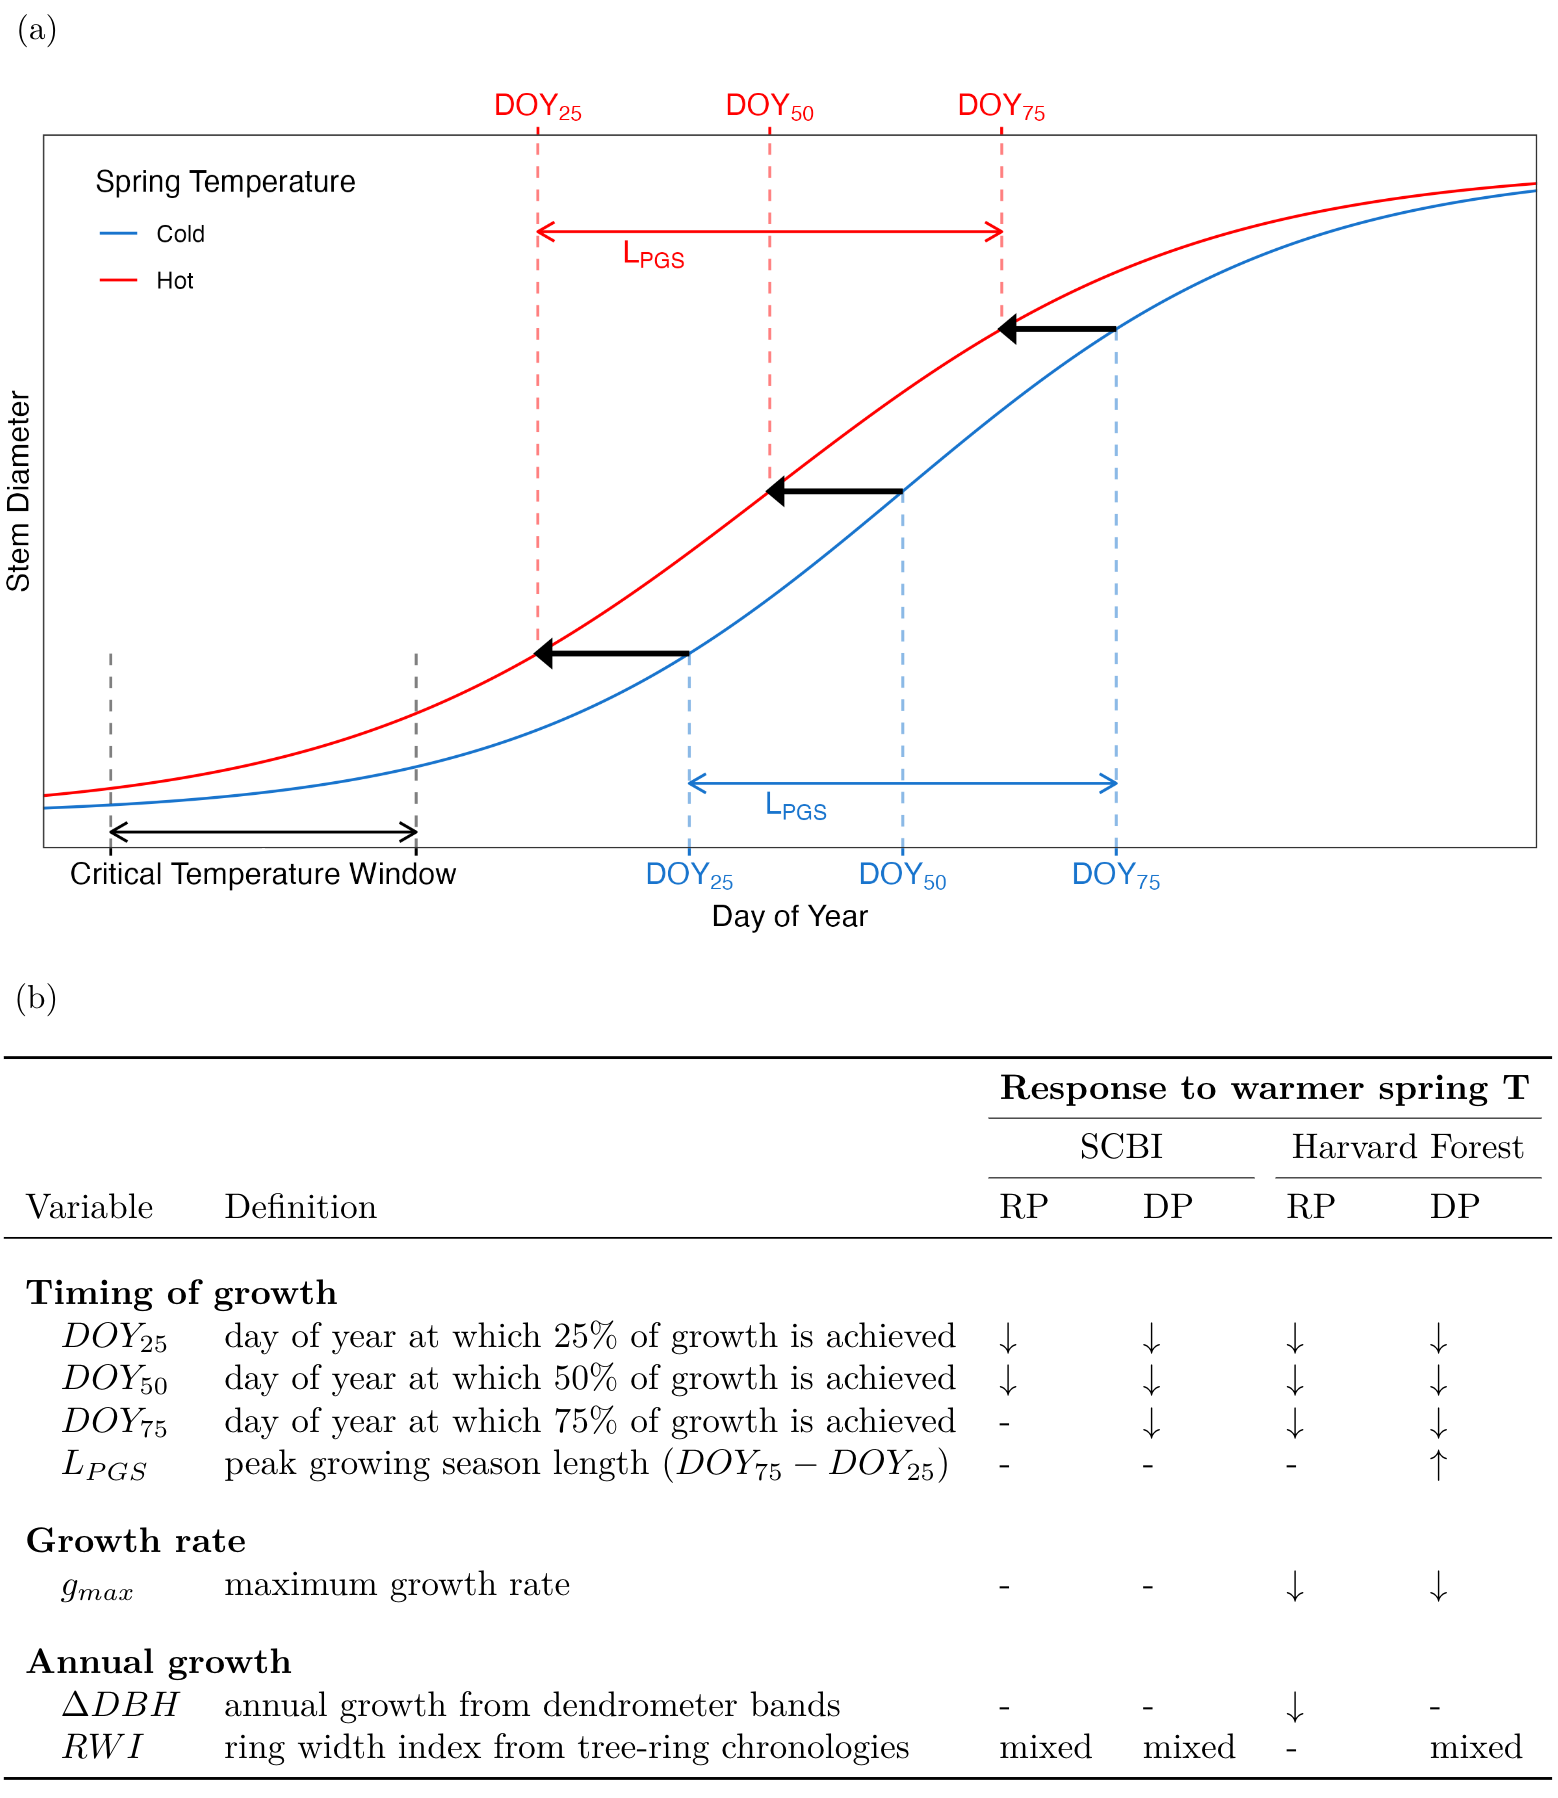 (a)
DOY25 DOY50 DOY75
Spring Temperature
Cold
Hot
LPGS
Stem Diameter
LPGS
Critical Temperature Window DOY25 DOY50 DOY75
Day of Year
(b)
Response to warmer spring T
SCBI Harvard Forest
Variable Definition RP DP RP DP
Timing of growth
DOY25 day of year at which 25% of growth is achieved ↓ ↓ ↓ ↓
DOY50 day of year at which 50% of growth is achieved ↓ ↓ ↓ ↓
DOY75 day of year at which 75% of growth is achieved - ↓ ↓ ↓
LPGS peak growing season length (DOY75 − DOY25) - - - ↑
Growth rate
gmax maximum growth rate - - ↓ ↓
Annual growth
ΔDBH annual growth from dendrometer bands - - ↓ -
RWI ring width index from tree-ring chronologies mixed mixed - mixed